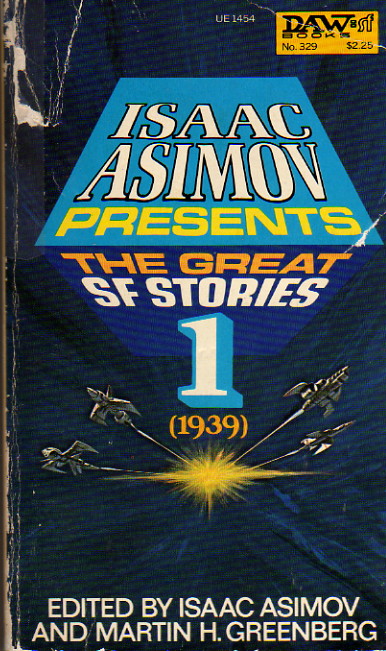 UE 1454
DAW sf
BOOKS
No. 329 $2.25
ISAAC
ASIMOV
PRESENTS
THE GREAT
SF STORIES
1
(1939)
EDITED BY ISAAC ASIMOV
AND MARTIN H. GREENBERG